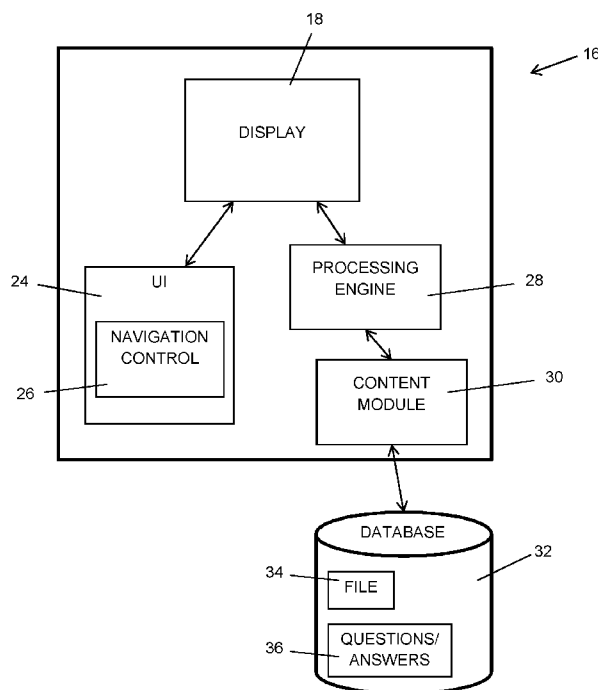 18
16
DISPLAY
24
UI
NAVIGATION
CONTROL
26
PROCESSING
ENGINE
28
CONTENT
MODULE
30
DATABASE
32
34
FILE
36
QUESTIONS/
ANSWERS